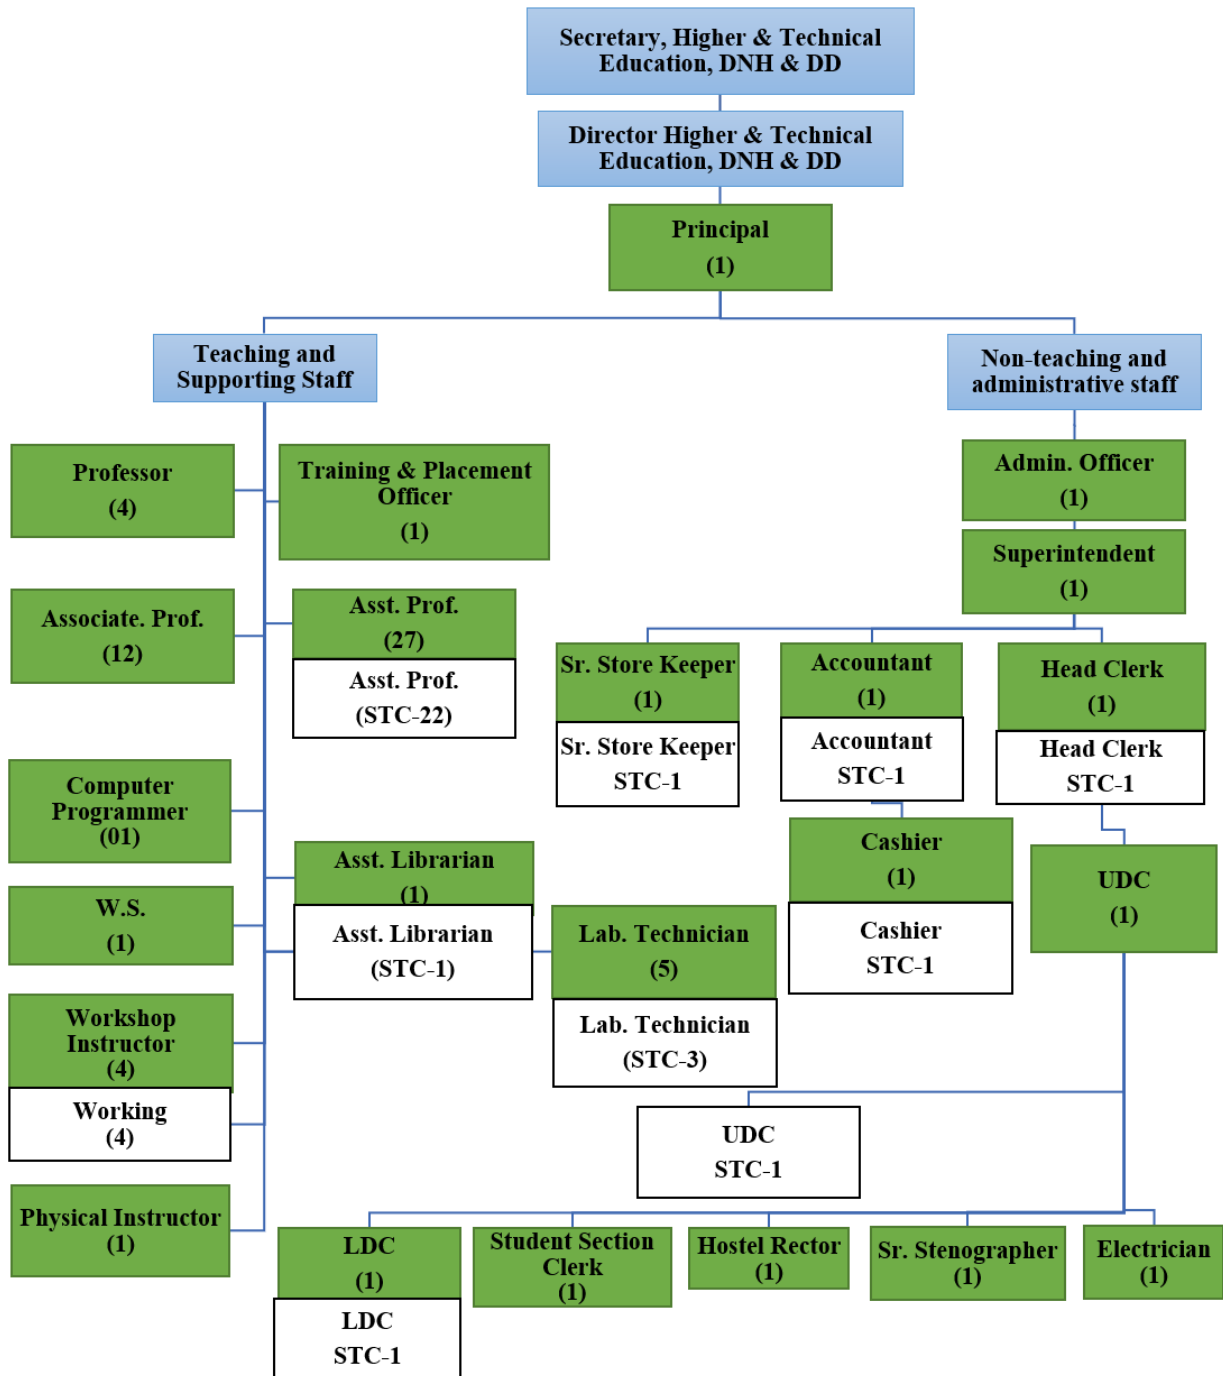 Secretary, Higher & Technical
Education, DNH & DD
Director Higher & Technical
Education, DNH & DD
Principal
(1)
Teaching and
Supporting Staff
Non-teaching and
administrative staff
Professor
(4)
Training & Placement
Officer
(1)
Admin. Officer
(1)
Superintendent
(1)
Associate. Prof.
(12)
Asst. Prof.
(27)
Asst. Prof.
(STC-22)
Sr. Store Keeper
(1)
Sr. Store Keeper
STC-1
Accountant
(1)
Accountant
STC-1
Head Clerk
(1)
Head Clerk
STC-1
Computer
Programmer
(01)
Cashier
(1)
Cashier
STC-1
UDC
(1)
Asst. Librarian
(1)
Asst. Librarian
(STC-1)
W.S.
(1)
Lab. Technician
(5)
Lab. Technician
(STC-3)
Workshop
Instructor
(4)
Working
(4)
UDC
STC-1
Physical Instructor
(1)
LDC
(1)
LDC
STC-1
Student Section
Clerk
(1)
Hostel Rector
(1)
Sr. Stenographer
(1)
Electrician
(1)